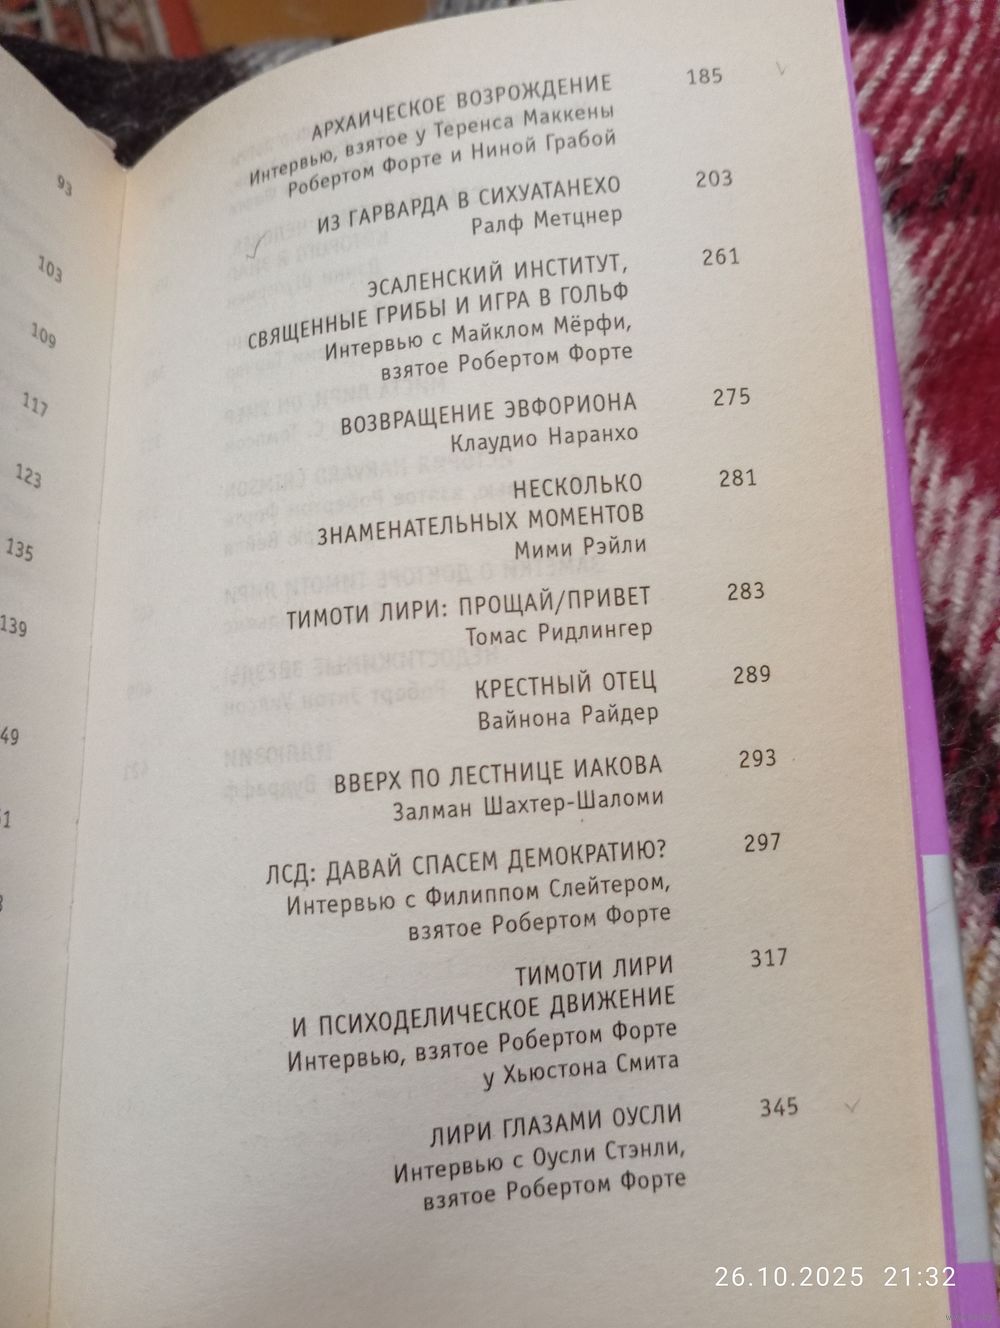 93
103
109
117
123
135
139
49
АРХАИЧЕСКОЕ ВОЗРОЖДЕНИЕ 185
Интервью, взятое у Теренса Маккены
Робертом Форте и Ниной Грабой
ИЗ ГАРВАРДА В СИХУАТАНЕХО 203
Ралф Метцнер
ЭСАЛЕНСКИЙ ИНСТИТУТ, 261
СВЯЩЕННЫЕ ГРИБЫ И ИГРА В ГОЛЬФ
Интервью с Майклом Мёрфи,
взятое Робертом Форте
ВОЗВРАЩЕНИЕ ЭВФОРИОНА 275
Клаудио Наранхо
НЕСКОЛЬКО 281
ЗНАМЕНАТЕЛЬНЫХ МОМЕНТОВ
Мими Рэйли
ТИМОТИ ЛИРИ: ПРОЩАЙ/ПРИВЕТ 283
Томас Ридлингер
КРЕСТНЫЙ ОТЕЦ 289
Вайнона Райдер
ВВЕРХ ПО ЛЕСТНИЦЕ ИАКОВА 293
Залман Шахтер-Шаломи
ЛСД: ДАВАЙ СПАСЕМ ДЕМОКРАТИЮ? 297
Интервью с Филиппом Слейтером,
взятое Робертом Форте
ТИМОТИ ЛИРИ 317
И ПСИХОДЕЛИЧЕСКОЕ ДВИЖЕНИЕ
Интервью, взятое Робертом Форте
у Хьюстона Смита
ЛИРИ ГЛАЗАМИ ОУСЛИ 345
Интервью с Оусли Стэнли,
взятое Робертом Форте
26.10.2025 21:32